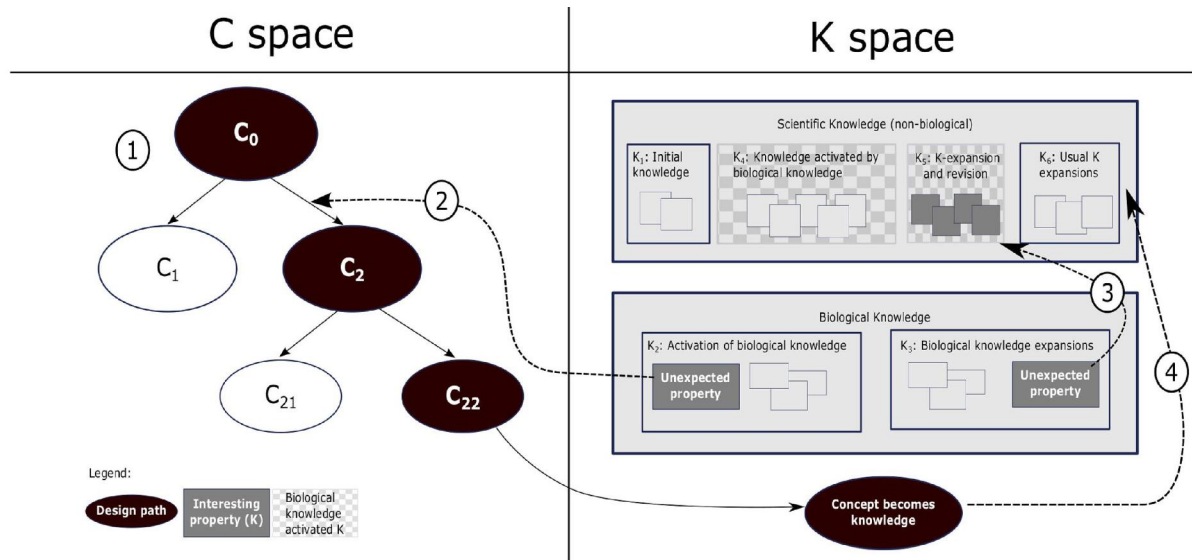 C space
K space
1
C₀
2
C₁
C₂
C₂₁
C₂₂
Scientific Knowledge (non-biological)
K₁: Initial
knowledge
K₄: Knowledge activated by
biological knowledge
K₅: K-expansion
and revision
K₆: Usual K
expansions
3
Biological Knowledge
K₂: Activation of biological knowledge
Unexpected
property
K₃: Biological knowledge expansions
Unexpected
property
4
Legend:
Design path
Interesting
property (K)
Biological
knowledge
activated K
Concept becomes
knowledge